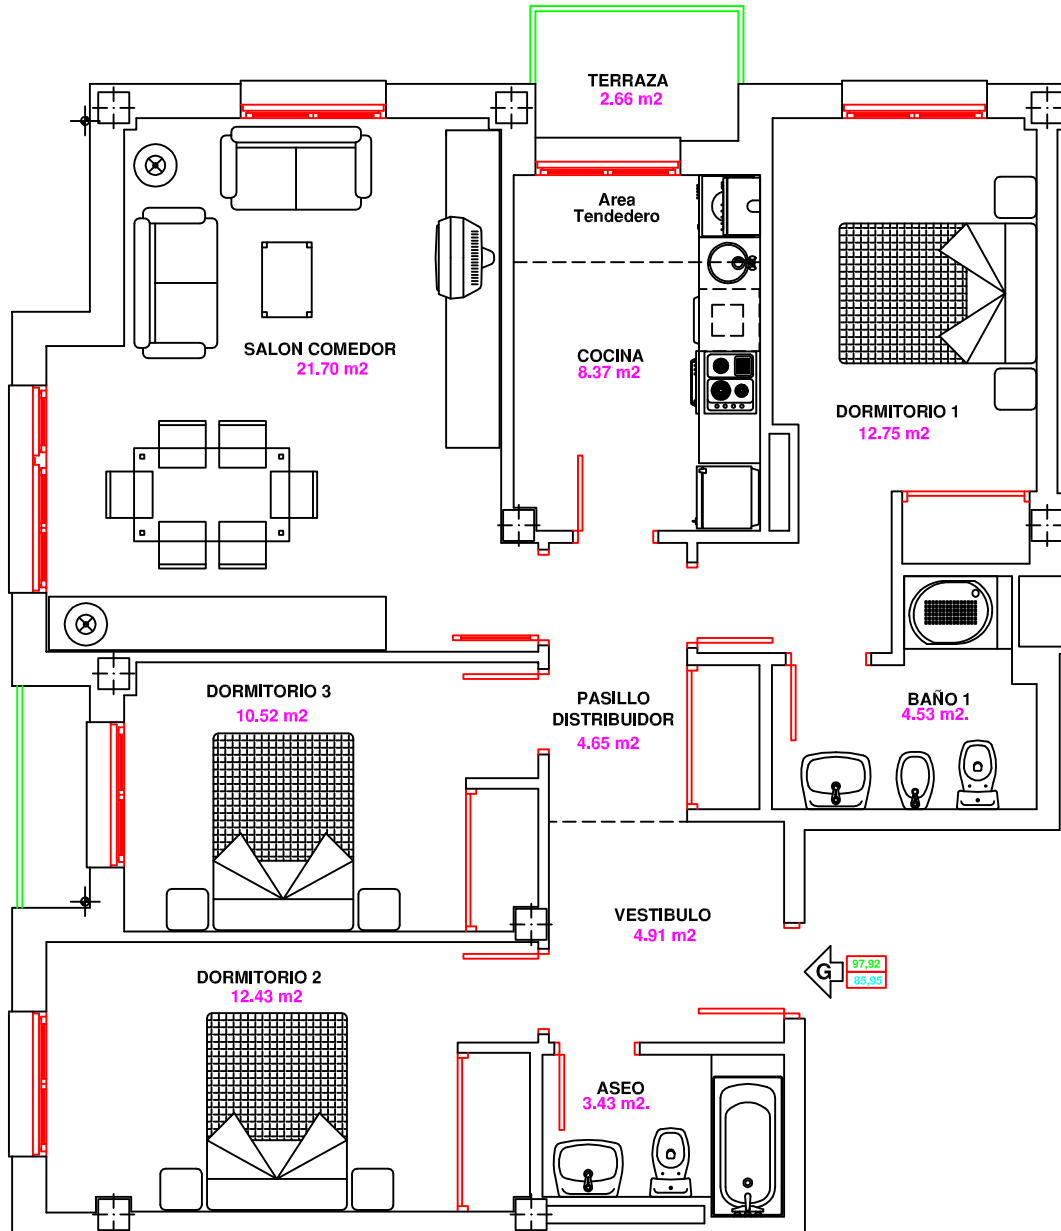 TERRAZA
2.66 m2
Area
Tendedero
SALON COMEDOR
21.70 m2
COCINA
8.37 m2
DORMITORIO 1
12.75 m2
DORMITORIO 3
10.52 m2
PASILLO
DISTRIBUIDOR
4.65 m2
BAÑO 1
4.53 m2.
VESTIBULO
4.91 m2
DORMITORIO 2
12.43 m2
G
97,92
85,95
ASEO
3.43 m2.